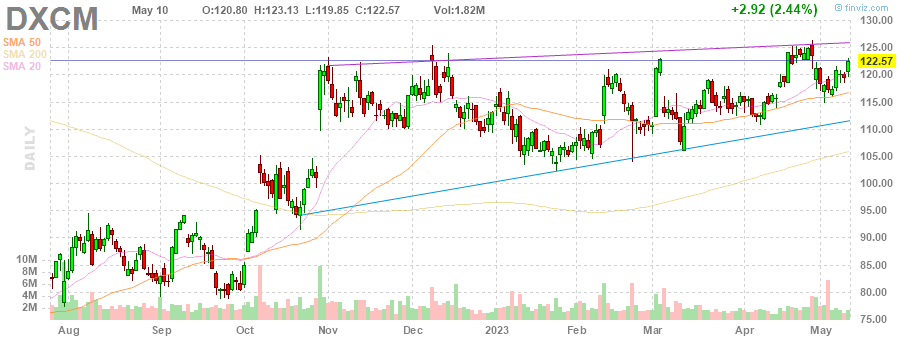 DXCM May 10 O:120.80 H:123.13 L:119.85 C:122.57 Vol:1.82M +2.92 (2.44%) © finviz.com
SMA 50
SMA 200
SMA 20
DAILY
130.00
125.00
122.57
120.00
115.00
110.00
105.00
100.00
95.00
90.00
85.00
80.00
75.00
10M
8M
6M
4M
2M
Aug Sep Oct Nov Dec 2023 Feb Mar Apr May